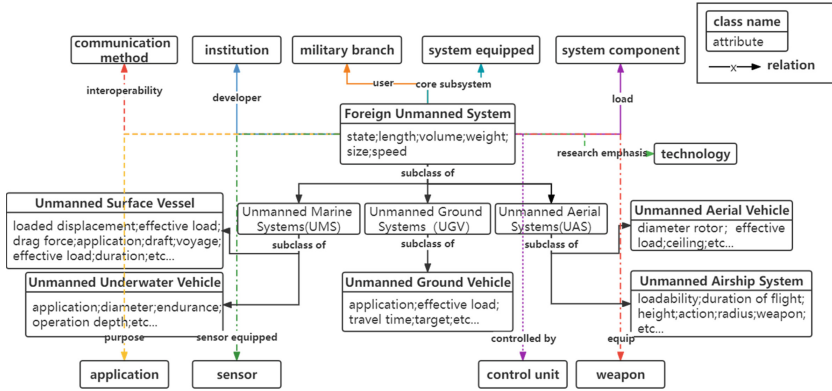 communication
method
institution
military branch
system equipped
system component
class name
attribute
x
relation
interoperability
developer
user
core subsystem
load
Foreign Unmanned System
state;length;volume;weight;
size;speed
research emphasis
technology
subclass of
Unmanned Surface Vessel
loaded displacement;effective load;
drag force;application;draft;voyage;
effective load;duration;etc...
Unmanned Marine
Systems(UMS)
Unmanned Ground
Systems (UGV)
Unmanned Aerial
Systems(UAS)
Unmanned Aerial Vehicle
diameter rotor; effective
load;ceiling;etc...
subclass of
subclass of
subclass of
Unmanned Underwater Vehicle
application;diameter;endurance;
operation depth;etc...
Unmanned Ground Vehicle
application;effective load;
travel time;target;etc...
Unmanned Airship System
loadability;duration of flight;
height;action;radius;weapon;
etc...
purpose
sensor equipped
controlled by
equip
application
sensor
control unit
weapon